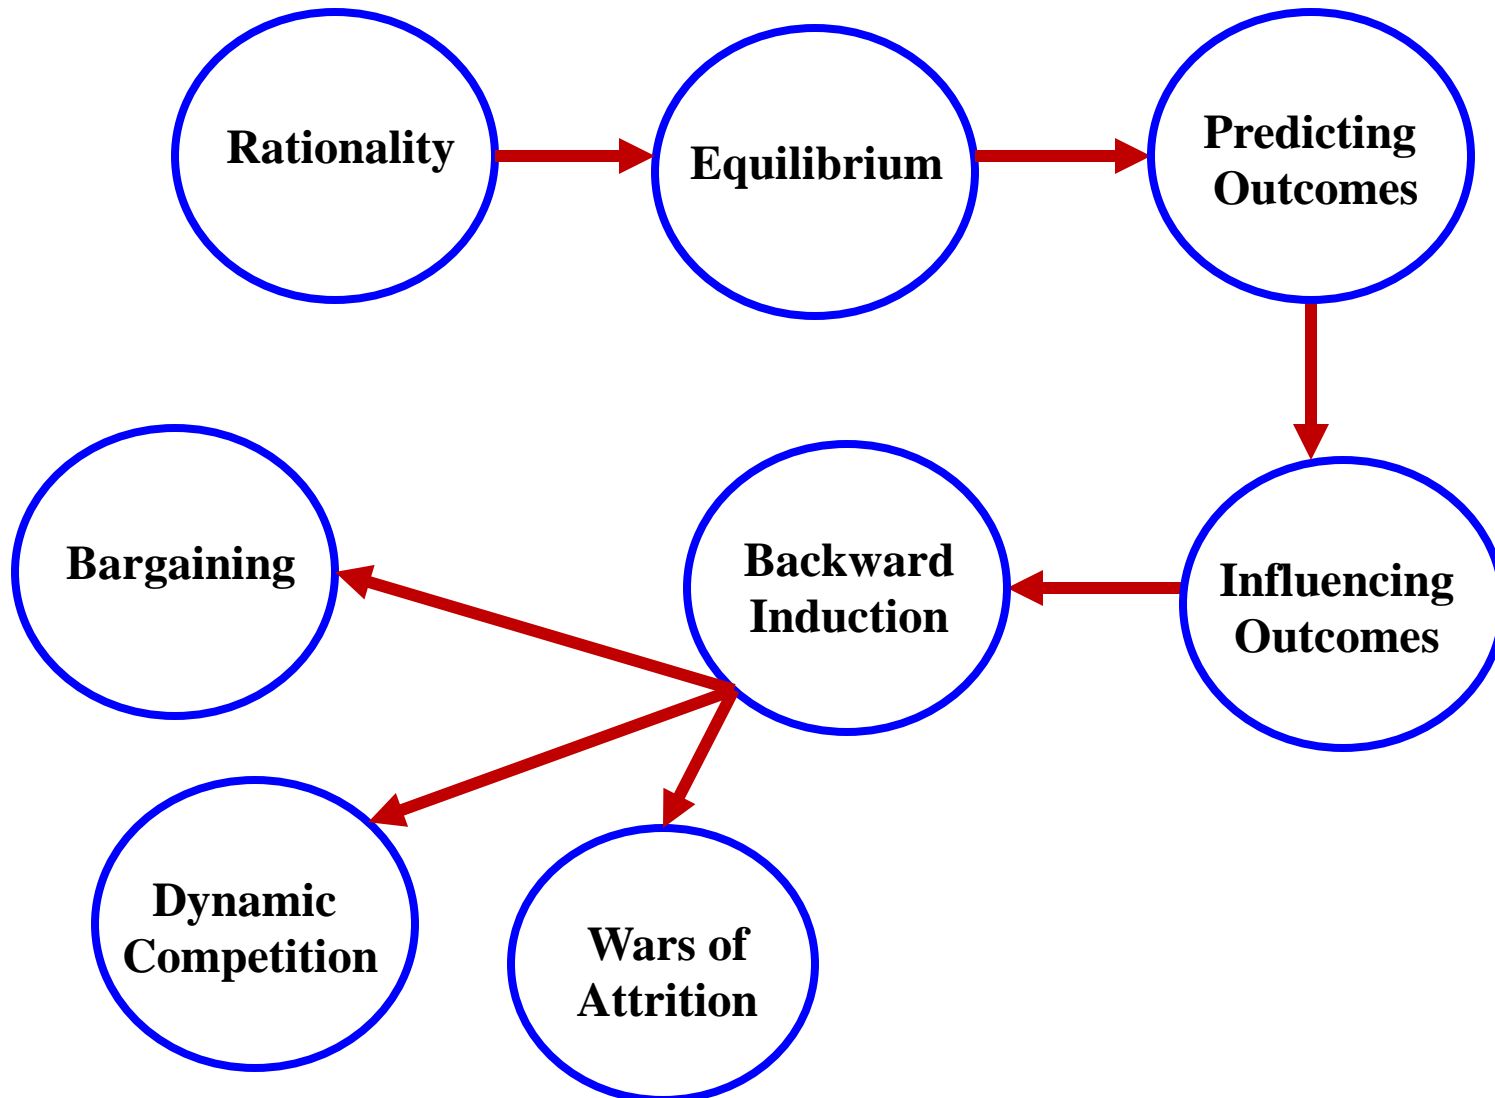 Rationality
Equilibrium
Predicting
Outcomes
Influencing
Outcomes
Backward
Induction
Bargaining
Dynamic
Competition
Wars of
Attrition